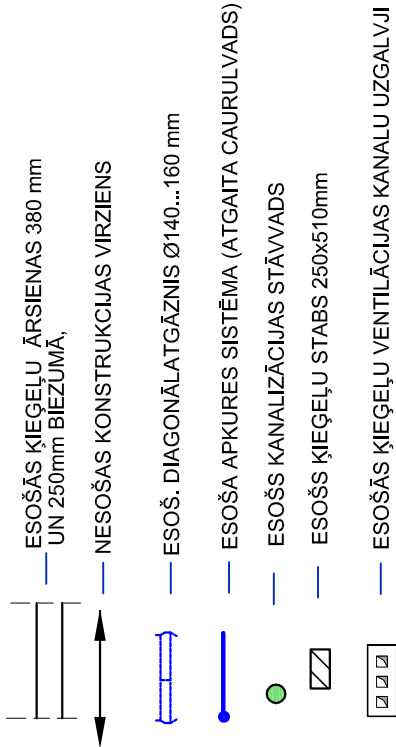 ESOŠĀS ĶIEĢEĻU ĀRSIENAS 380 mm
UN 250mm BIEZUMĀ,
NESOŠAS KONSTRUKCIJAS VIRZIENS
ESOŠ. DIAGONĀLATGĀZNIS Ø140...160 mm
ESOŠA APKURES SISTĒMA (ATGAITA CAURULVADS)
ESOŠS KANALIZĀCIJAS STĀVVADS
ESOŠS ĶIEĢEĻU STABS 250x510mm
ESOŠĀS ĶIEĢEĻU VENTILĀCIJAS KANALU UZGALVJI